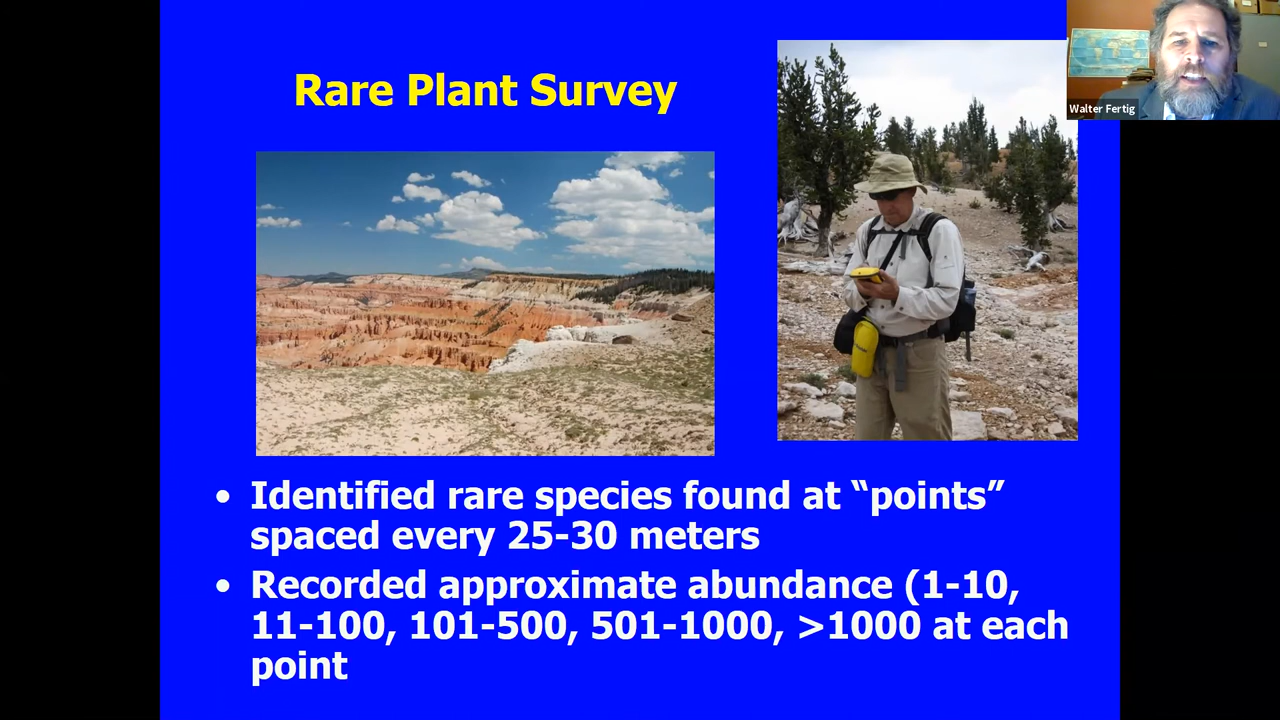 Rare Plant Survey
Walter Fertig
• Identified rare species found at “points”
spaced every 25-30 meters
• Recorded approximate abundance (1-10,
11-100, 101-500, 501-1000, >1000 at each
point